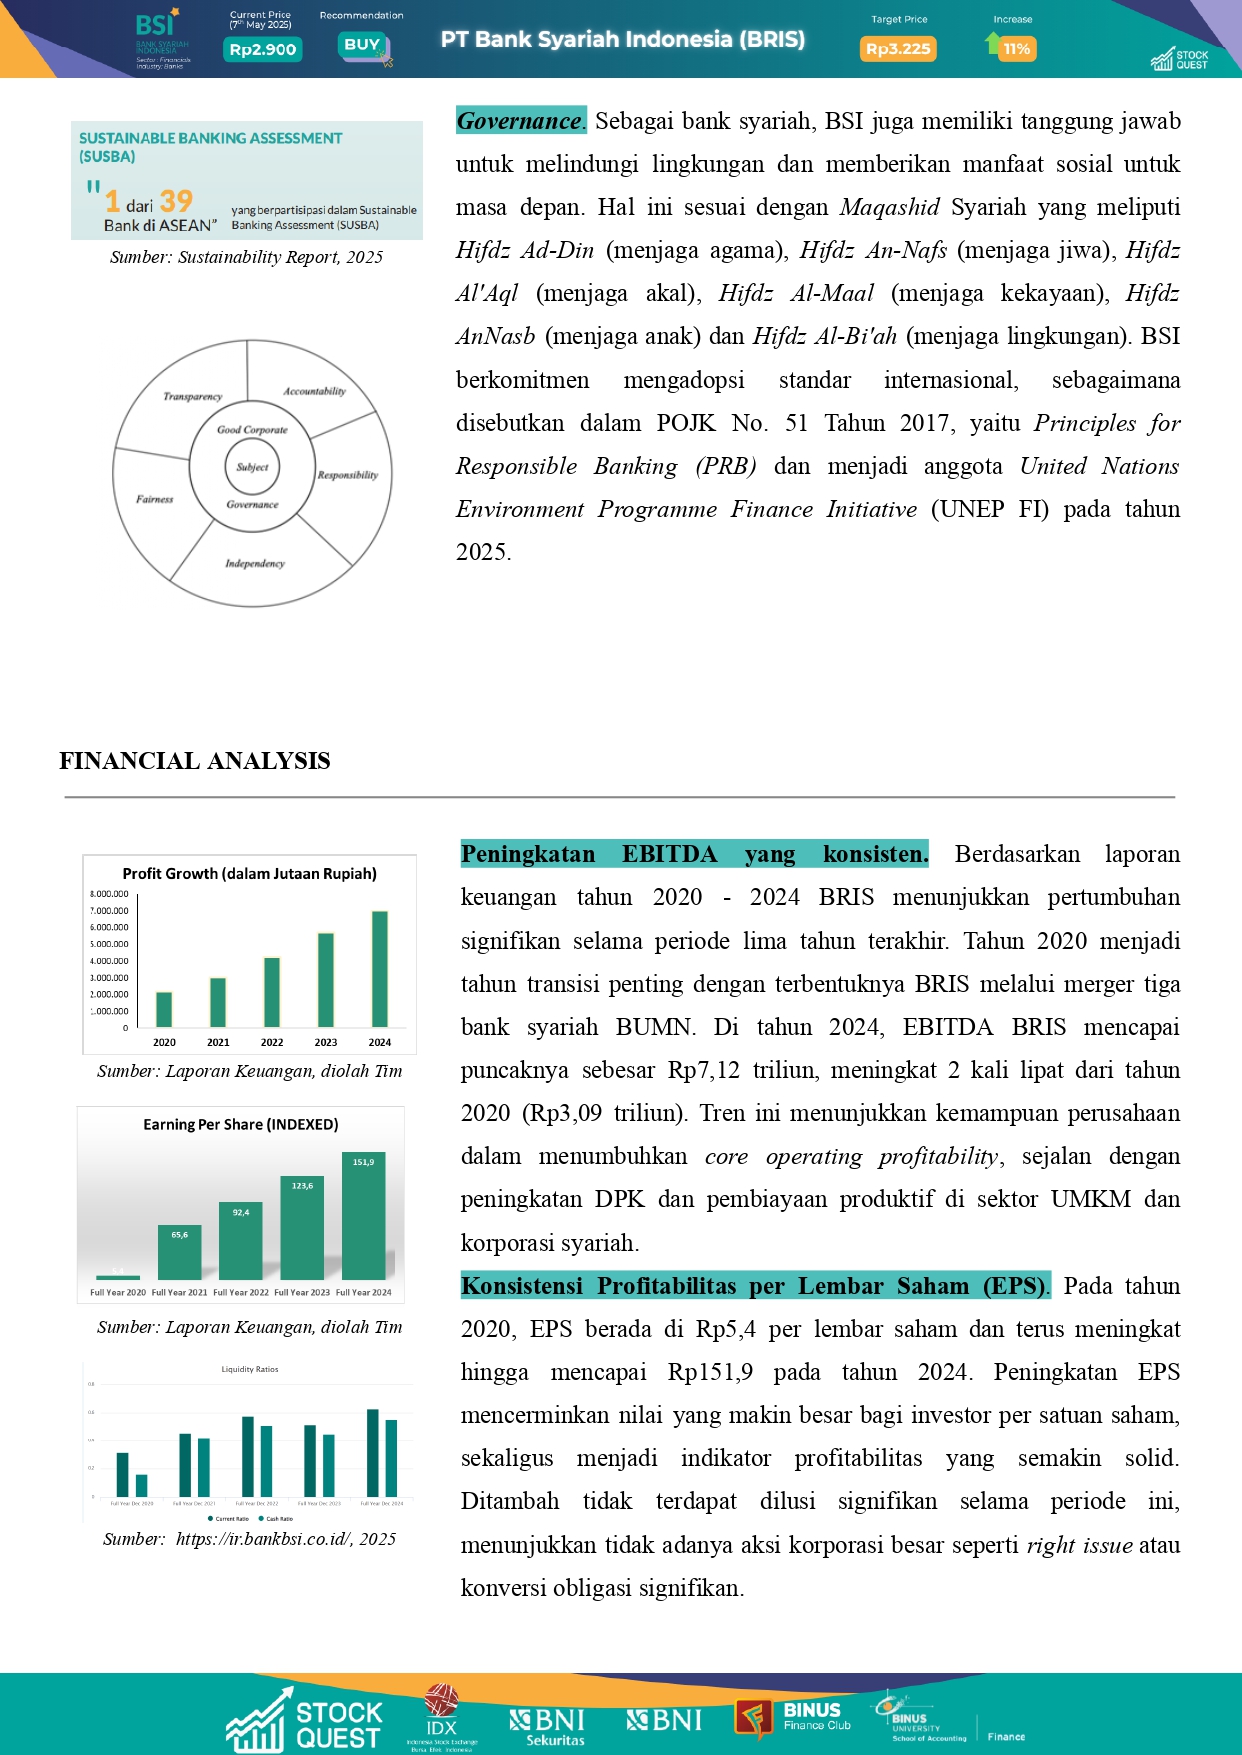 BSI
BANK SYARIAH
INDONESIA
Sector : Financials
Industry: Banks
Current Price
(7th May 2025)
Rp2.900
Recommendation
BUY
PT Bank Syariah Indonesia (BRIS)
Target Price
Rp3.225
Increase
11%
STOCK
QUEST
SUSTAINABLE BANKING ASSESSMENT
(SUSBA)
"1 dari 39
Bank di ASEAN"
yang berpartisipasi dalam Sustainable
Banking Assessment (SUSBA)
Sumber: Sustainability Report, 2025
Transparency
Accountability
Good Corporate
Subject
Responsibility
Fairness
Governance
Independency
Governance. Sebagai bank syariah, BSI juga memiliki tanggung jawab
untuk melindungi lingkungan dan memberikan manfaat sosial untuk
masa depan. Hal ini sesuai dengan Maqashid Syariah yang meliputi
Hifdz Ad-Din (menjaga agama), Hifdz An-Nafs (menjaga jiwa), Hifdz
Al'Aql (menjaga akal), Hifdz Al-Maal (menjaga kekayaan), Hifdz
AnNasb (menjaga anak) dan Hifdz Al-Bi'ah (menjaga lingkungan). BSI
berkomitmen mengadopsi standar internasional, sebagaimana
disebutkan dalam POJK No. 51 Tahun 2017, yaitu Principles for
Responsible Banking (PRB) dan menjadi anggota United Nations
Environment Programme Finance Initiative (UNEP FI) pada tahun
2025.
FINANCIAL ANALYSIS
Profit Growth (dalam Jutaan Rupiah)
8.000.000
7.000.000
6.000.000
5.000.000
4.000.000
3.000.000
2.000.000
1.000.000
0
2020 2021 2022 2023 2024
Sumber: Laporan Keuangan, diolah Tim
Earning Per Share (INDEXED)
151,9
123,6
92,4
65,6
Full Year 2020 Full Year 2021 Full Year 2022 Full Year 2023 Full Year 2024
Sumber: Laporan Keuangan, diolah Tim
Liquidity Ratios
0.8
0.6
0.4
0.2
0
Full Year Dec 2020 Full Year Dec 2021 Full Year Dec 2022 Full Year Dec 2023 Full Year Dec 2024
Current Ratio Cash Ratio
Sumber: https://ir.bankbsi.co.id/, 2025
Peningkatan EBITDA yang konsisten. Berdasarkan laporan
keuangan tahun 2020 - 2024 BRIS menunjukkan pertumbuhan
signifikan selama periode lima tahun terakhir. Tahun 2020 menjadi
tahun transisi penting dengan terbentuknya BRIS melalui merger tiga
bank syariah BUMN. Di tahun 2024, EBITDA BRIS mencapai
puncaknya sebesar Rp7,12 triliun, meningkat 2 kali lipat dari tahun
2020 (Rp3,09 triliun). Tren ini menunjukkan kemampuan perusahaan
dalam menumbuhkan core operating profitability, sejalan dengan
peningkatan DPK dan pembiayaan produktif di sektor UMKM dan
korporasi syariah.
Konsistensi Profitabilitas per Lembar Saham (EPS). Pada tahun
2020, EPS berada di Rp5,4 per lembar saham dan terus meningkat
hingga mencapai Rp151,9 pada tahun 2024. Peningkatan EPS
mencerminkan nilai yang makin besar bagi investor per satuan saham,
sekaligus menjadi indikator profitabilitas yang semakin solid.
Ditambah tidak terdapat dilusi signifikan selama periode ini,
menunjukkan tidak adanya aksi korporasi besar seperti right issue atau
konversi obligasi signifikan.
STOCK
QUEST
IDX
Indonesia Stock Exchange
Bursa Efek Indonesia
BNI
Sekuritas
BNI
BINUS
Finance Club
BINUS
UNIVERSITY
School of Accounting
Finance